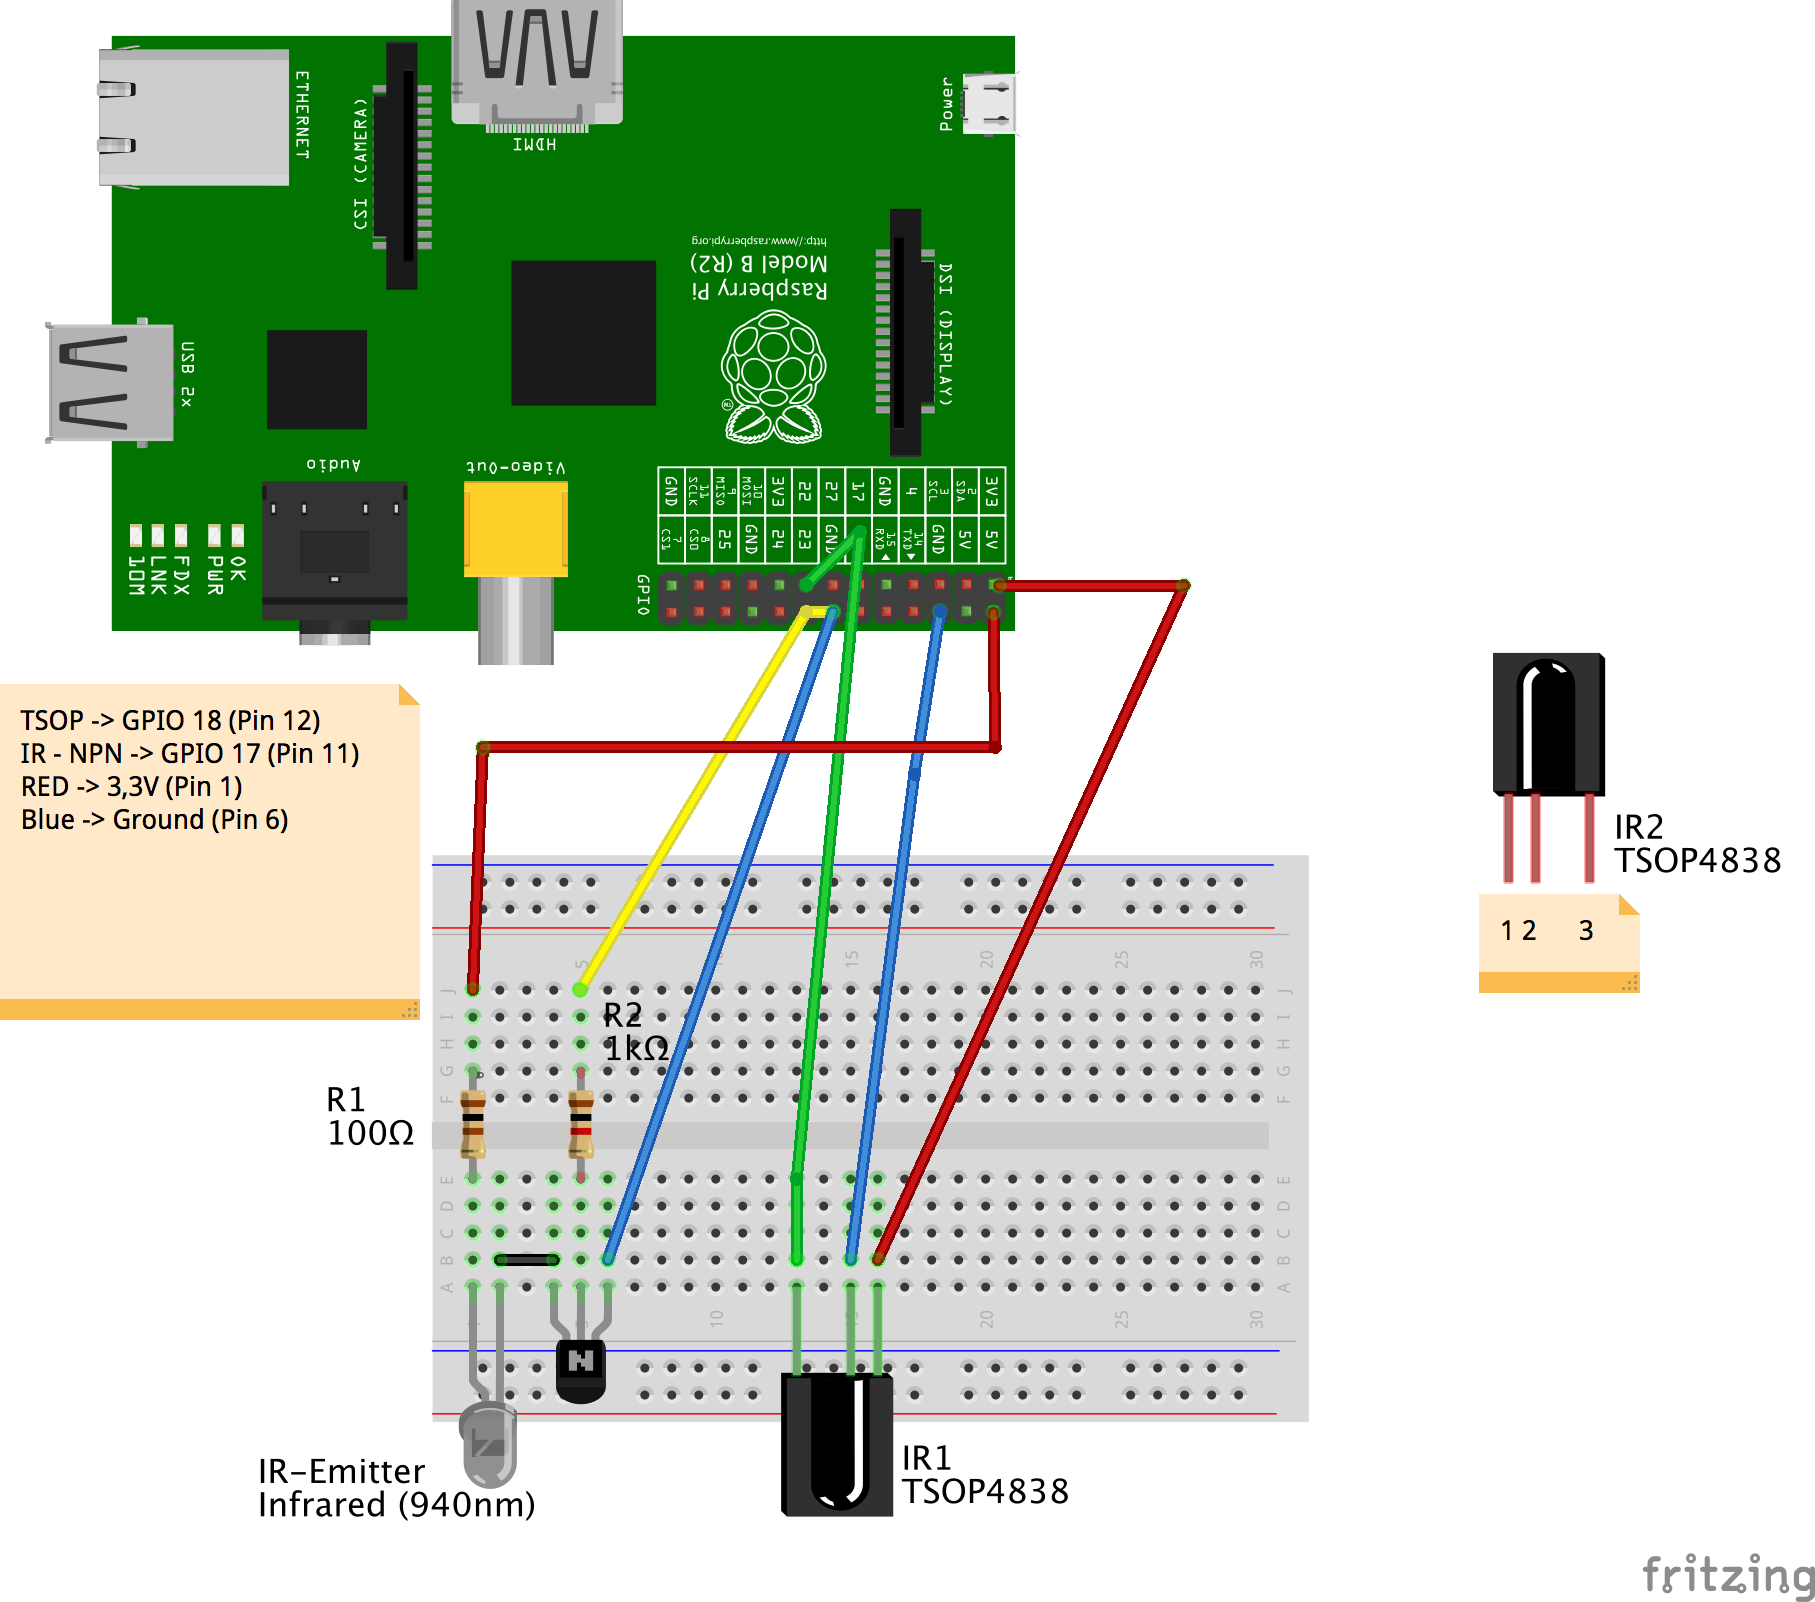 ETHERNET
CSI (CAMERA)
HDMI
Power
http://www.raspberrypi.org
Model B (R2)
Raspberry Pi
DSI (DISPLAY)
USB 2x
Audio
Video-Out
10M
LNK
FDX
PWR
OK
GND
11 SCLK
9 MISO
10 MOSI
3V3
22
27
17
GND
4
3 SCL
2 SDA
3V3
7 CS1
8 CS0
25
GND
24
23
GND
15 RXD
14 TXD
GND
5V
5V
GPIO
TSOP -> GPIO 18 (Pin 12)
IR - NPN -> GPIO 17 (Pin 11)
RED -> 3,3V (Pin 1)
Blue -> Ground (Pin 6)
IR2
TSOP4838
1 2 3
5 15 20 25 30
J J
I I
H H
G G
F F
R2
1kΩ
R1
100Ω
E E
D D
C C
B B
A A
10 20 25 30
IR-Emitter
Infrared (940nm)
IR1
TSOP4838
fritzing